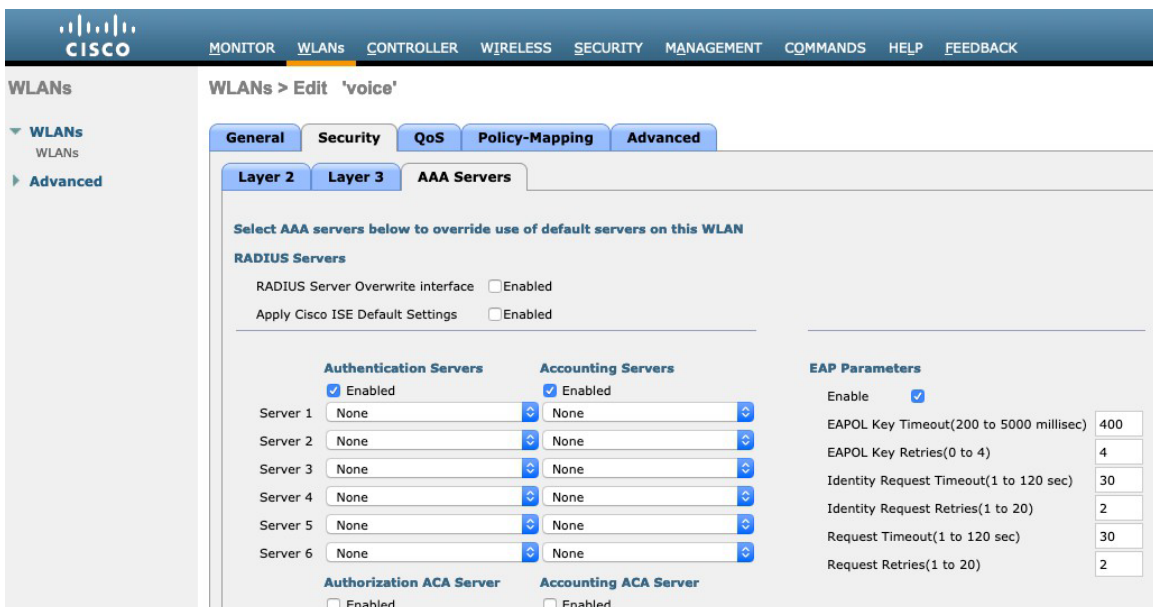 CISCO
MONITOR WLANs CONTROLLER WIRELESS SECURITY MANAGEMENT COMMANDS HELP FEEDBACK
WLANs
WLANs
WLANs
Advanced
WLANs > Edit 'voice'
General Security QoS Policy-Mapping Advanced
Layer 2 Layer 3 AAA Servers
Select AAA servers below to override use of default servers on this WLAN
RADIUS Servers
RADIUS Server Overwrite interface Enabled
Apply Cisco ISE Default Settings Enabled
Authentication Servers Accounting Servers
Enabled Enabled
Server 1 None None
Server 2 None None
Server 3 None None
Server 4 None None
Server 5 None None
Server 6 None None
Authorization ACA Server Accounting ACA Server
Enabled Enabled
EAP Parameters
Enable
EAPOL Key Timeout(200 to 5000 millisec) 400
EAPOL Key Retries(0 to 4) 4
Identity Request Timeout(1 to 120 sec) 30
Identity Request Retries(1 to 20) 2
Request Timeout(1 to 120 sec) 30
Request Retries(1 to 20) 2